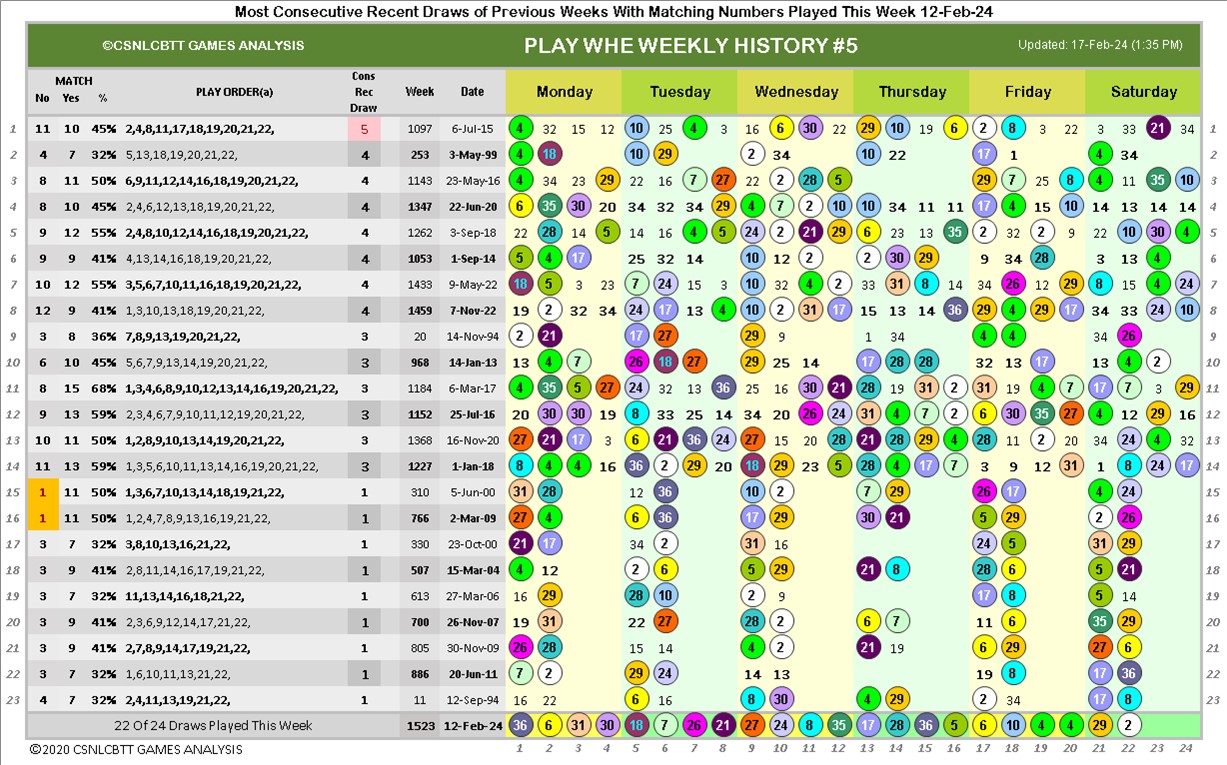 Most Consecutive Recent Draws of Previous Weeks With Matching Numbers Played This Week 12-Feb-24
©CSNLCBTT GAMES ANALYSIS PLAY WHE WEEKLY HISTORY #5 Updated: 17-Feb-24 (1:35 PM)
MATCH
No Yes % PLAY ORDER(a) Cons Rec Draw Week Date Monday Tuesday Wednesday Thursday Friday Saturday
1 11 10 45% 2,4,8,11,17,18,19,20,21,22, 5 1097 6-Jul-15 4 32 15 12 10 25 4 3 16 6 30 22 29 10 19 6 2 8 3 22 3 33 21 34 1
2 4 7 32% 5,13,18,19,20,21,22, 4 253 3-May-99 4 18 10 29 2 34 10 22 17 1 4 34 2
3 8 11 50% 6,9,11,12,14,16,18,19,20,21,22, 4 1143 23-May-16 4 34 23 29 22 16 7 27 22 2 28 5 29 7 25 8 4 11 35 10 3
4 8 10 45% 2,4,6,12,13,18,19,20,21,22, 4 1347 22-Jun-20 6 35 30 20 34 32 34 29 4 7 2 10 10 34 11 11 17 4 15 10 14 13 14 14 4
5 9 12 55% 2,4,8,10,12,14,16,18,19,20,21,22, 4 1262 22 28 14 5 14 16 4 5 24 2 21 29 6 23 13 35 2 32 2 9 22 10 30 4 5
6 9 9 41% 4,13,14,16,18,19,20,21,22, 4 1053 1-Sep-14 5 4 17 25 32 14 10 12 2 2 30 29 9 34 28 3 13 4 6
7 10 12 55% 3,5,6,7,10,11,16,18,19,20,21,22, 4 1433 9-May-22 18 5 3 23 7 24 15 3 10 32 4 2 33 31 8 14 34 26 12 29 8 15 4 24 7
8 12 9 41% 1,3,10,13,18,19,20,21,22, 4 1459 7-Nov-22 19 2 32 34 24 17 13 4 10 2 31 17 15 13 14 36 29 4 29 17 34 33 24 10 8
9 3 8 36% 7,8,9,13,19,20,21,22, 3 20 14-Nov-94 2 21 17 27 29 9 1 34 4 4 34 26 9
10 6 10 45% 5,6,7,9,13,14,19,20,21,22, 3 968 14-Jan-13 13 4 7 26 18 27 29 25 14 17 28 28 32 13 17 13 4 2 10
11 8 15 68% 1,3,4,6,8,9,10,12,13,14,16,19,20,21,22, 3 1184 6-Mar-17 4 35 5 27 24 32 13 36 25 16 30 21 28 19 31 2 31 19 4 7 17 7 3 29 11
12 9 13 59% 2,3,4,6,7,9,10,11,12,19,20,21,22, 3 1152 25-Jul-16 20 30 30 19 8 33 25 14 34 20 26 24 31 4 7 2 6 30 35 27 4 12 29 16 12
13 10 11 50% 1,2,8,9,10,13,14,19,20,21,22, 3 1368 16-Nov-20 27 21 17 3 6 21 36 24 27 15 20 28 21 28 29 4 28 11 2 20 34 24 4 32 13
14 11 13 59% 1,3,5,6,10,11,13,14,16,19,20,21,22, 3 1227 1-Jan-18 8 4 4 16 36 2 29 20 18 29 23 5 28 4 17 7 3 9 12 31 1 8 24 17 14
15 1 11 50% 1,3,6,7,10,13,14,18,19,21,22, 1 310 5-Jun-00 31 28 12 36 10 2 7 29 26 17 4 24 15
16 1 11 50% 1,2,4,7,8,9,13,16,19,21,22, 1 766 2-Mar-09 27 4 6 36 17 29 30 21 5 29 2 26 16
17 3 7 32% 3,8,10,13,16,21,22, 1 330 23-Oct-00 21 17 34 2 31 16 24 5 31 29 17
18 3 9 41% 2,8,11,14,16,17,19,21,22, 1 507 15-Mar-04 4 12 2 6 5 29 21 8 28 6 5 21 18
19 3 7 32% 11,13,14,16,18,21,22, 1 613 27-Mar-06 16 29 28 10 2 9 17 8 5 14 19
20 3 9 41% 2,3,6,9,12,14,17,21,22, 1 700 26-Nov-07 19 31 22 27 28 2 6 7 11 6 35 29 20
21 3 9 41% 2,7,8,9,14,17,19,21,22, 1 805 30-Nov-09 26 28 15 14 4 2 21 19 6 29 27 6 21
22 3 7 32% 1,6,10,11,13,21,22, 1 886 20-Jun-11 7 2 29 24 14 13 19 8 17 36 22
23 4 7 32% 2,4,11,13,19,21,22, 1 11 12-Sep-94 16 22 6 16 8 30 4 29 2 34 17 8 23
22 Of 24 Draws Played This Week 1523 12-Feb-24 36 6 31 30 18 7 26 21 27 24 8 35 17 28 36 5 6 10 4 4 29 2
©2020 CSNLCBTT GAMES ANALYSIS 1 2 3 4 5 6 7 8 9 10 11 12 13 14 15 16 17 18 19 20 21 22 23 24